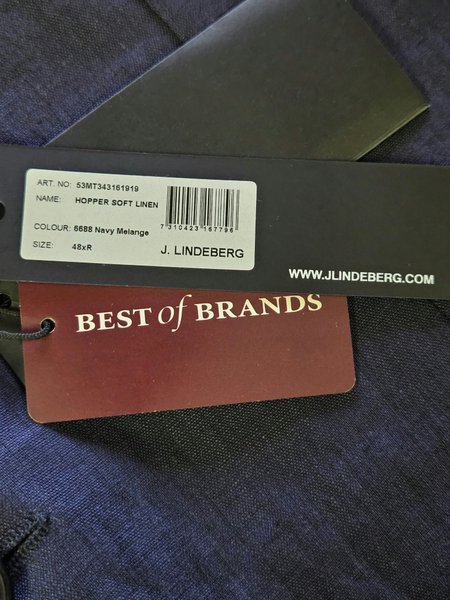 ART. NO: 53MT343161919
NAME: HOPPER SOFT LINEN
COLOUR: 6688 Navy Melange
SIZE: 48xR
7310423167796
J. LINDEBERG
WWW.JLINDEBERG.COM
BEST of BRANDS